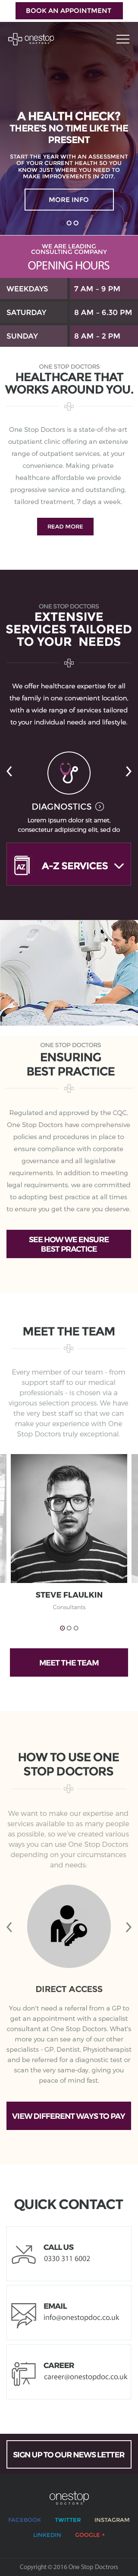 BOOK AN APPOINTMENT
onestop
DOCTORS
A HEALTH CHECK?
THERE'S NO TIME LIKE THE
PRESENT
START THE YEAR WITH AN ASSESSMENT
OF YOUR CURRENT HEALTH SO YOU
KNOW JUST WHERE YOU NEED TO
MAKE IMPROVEMENTS IN 2017.
MORE INFO
WE ARE LEADING
CONSULTING COMPANY
OPENING HOURS
WEEKDAYS 7 AM – 9 PM
SATURDAY 8 AM – 6.30 PM
SUNDAY 8 AM – 2 PM
ONE STOP DOCTORS
HEALTHCARE THAT
WORKS AROUND YOU.
One Stop Doctors is a state-of-the-art
outpatient clinic offering an extensive
range of outpatient services, at your
convenience. Making private
healthcare affordable we provide
progressive service and outstanding,
tailored treatment, 7 days a week.
READ MORE
ONE STOP DOCTORS
EXTENSIVE
SERVICES TAILORED
TO YOUR NEEDS
We offer healthcare expertise for all
the family in one convenient location,
with a wide range of services tailored
to your individual needs and lifestyle.
DIAGNOSTICS
Lorem ipsum dolor sit amet,
consectetur adipisicing elit, sed do
AZ
A-Z SERVICES
ONE STOP DOCTORS
ENSURING
BEST PRACTICE
Regulated and approved by the CQC,
One Stop Doctors have comprehensive
policies and procedures in place to
ensure compliance with corporate
governance and all legislative
requirements. In addition to meeting
legal requirements, we are committed
to adopting best practice at all times
to ensure you get the care you deserve.
SEE HOW WE ENSURE
BEST PRACTICE
MEET THE TEAM
Every member of our team - from
support staff to our medical
professionals - is chosen via a
rigorous selection process. We have
the very best staff so that we can
make your experience with One
Stop Doctors truly exceptional.
STEVE FLAULKIN
Consultants
MEET THE TEAM
HOW TO USE ONE
STOP DOCTORS
We want to make our expertise and
services available to as many people
as possible, so we've created various
ways you can use One Stop Doctors
depending on your circumstances
and needs:
DIRECT ACCESS
You don't need a referral from a GP to
get an appointment with a specialist
consultant at One Stop Doctors. What's
more you can see any of our other
specialists - GP, Dentist, Physiotherapist
and be referred for a diagnostic test or
scan the very same-day, giving you
peace of mind fast.
VIEW DIFFERENT WAYS TO PAY
QUICK CONTACT
CALL US
0330 311 6002
EMAIL
info@onestopdoc.co.uk
CAREER
career@onestopdoc.co.uk
SIGN UP TO OUR NEWS LETTER
onestop
DOCTORS
FACEBOOK TWITTER INSTAGRAM
LINKEDIN GOOGLE +
Copyright © 2016 One Stop Doctors